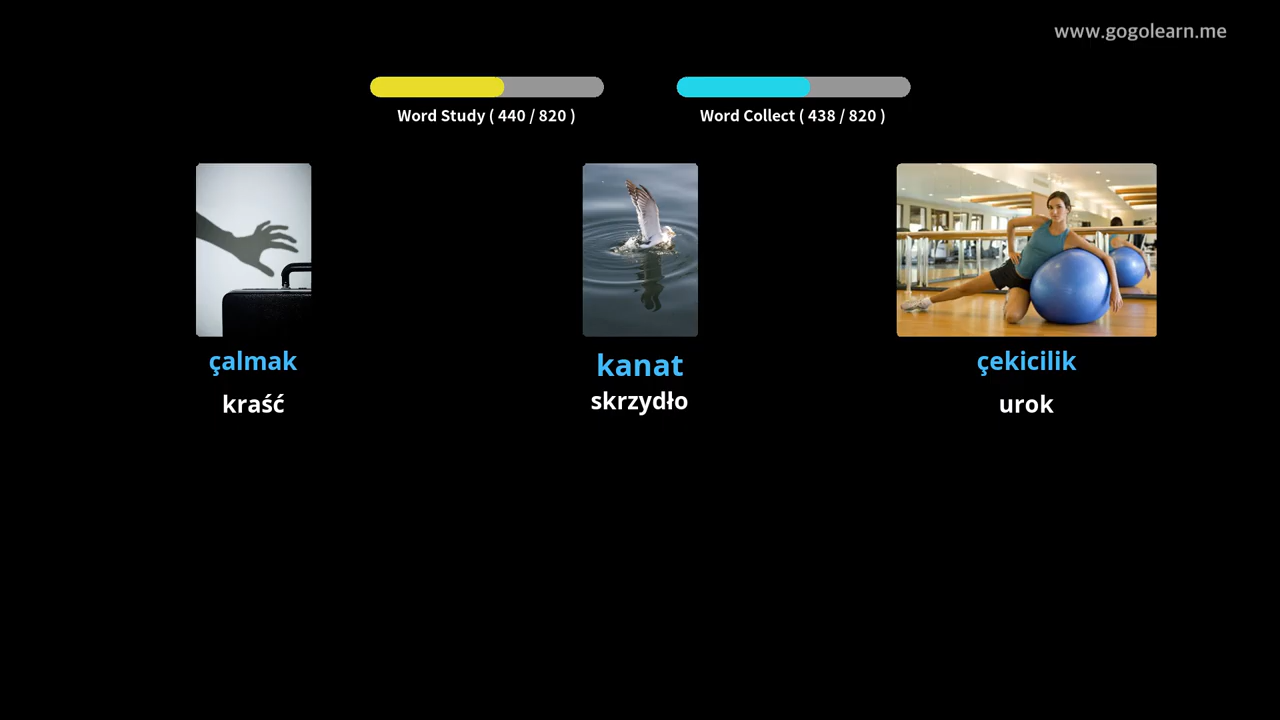 www.gogolearn.me
Word Study ( 440 / 820 )
Word Collect ( 438 / 820 )
çalmak
kraść
kanat
skrzydło
çekicilik
urok